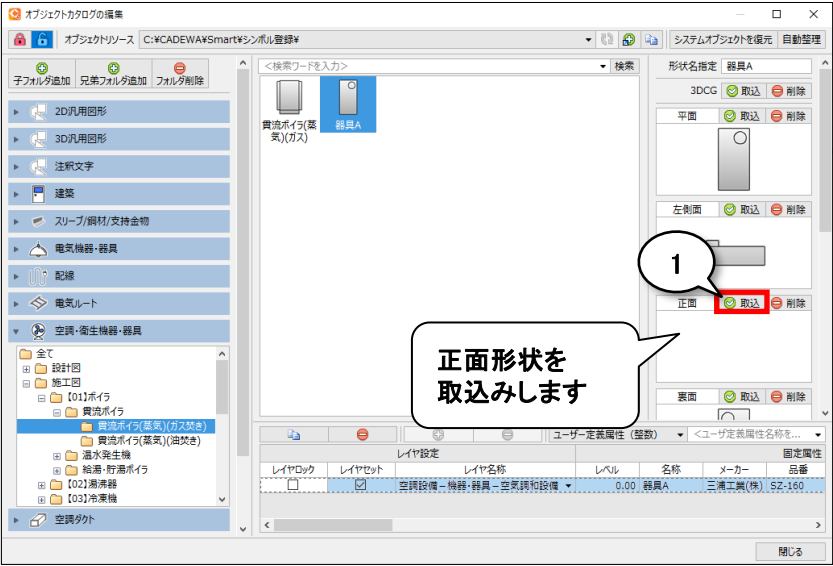 オブジェクトカタログの編集
オブジェクトリソース C:¥CADEWA¥Smart¥シンボル登録¥ システムオブジェクトを復元 自動整理
子フォルダ追加 兄弟フォルダ追加 フォルダ削除
2D汎用図形
3D汎用図形
注釈文字
建築
スリーブ/鋼材/支持金物
電気機器・器具
配線
電気ルート
空調・衛生機器・器具
全て
設計図
施工図
【01】ボイラ
貫流ボイラ
貫流ボイラ(蒸気)(ガス焚き)
貫流ボイラ(蒸気)(油焚き)
温水発生機
給湯・貯湯ボイラ
【02】湯沸器
【03】冷凍機
空調ダクト
<検索ワードを入力> 検索
貫流ボイラ(蒸
気)(ガス)
器具A
形状名指定 器具A
3DCG 取込 削除
平面 取込 削除
左側面 取込 削除
1
正面 取込 削除
正面形状を
取込みします
裏面 取込 削除
ユーザー定義属性 (整数) <ユーザ定義属性名称を...
レイヤ設定 固定属性
レイヤロック レイヤセット レイヤ名称 レベル 名称 メーカー 品番
空調設備－機器・器具－空気調和設備 0.00 器具A 三浦工業(株) SZ-160
閉じる